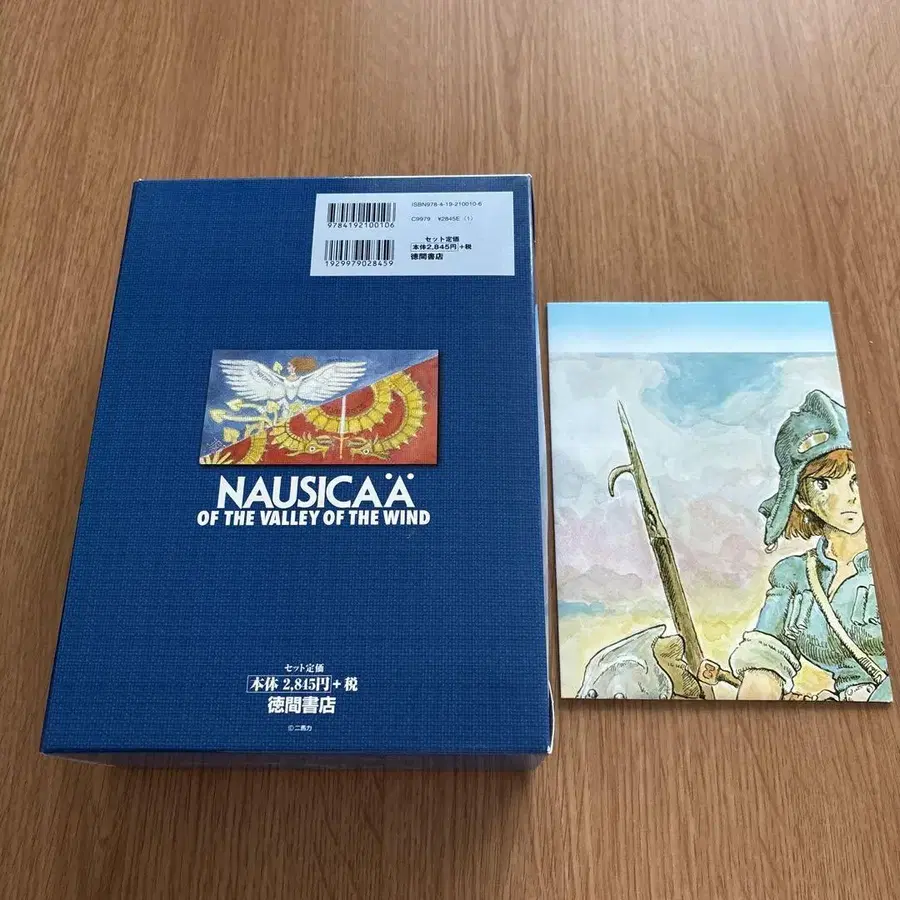 ISBN978-4-19-210010-6
C9979 ¥2845E (1)
9784192100106
セット定価
本体2,845円+税
徳間書店
1929979028459
NAUSICAÄ
OF THE VALLEY OF THE WIND
セット定価
本体 2,845円+税
徳間書店
©二馬力